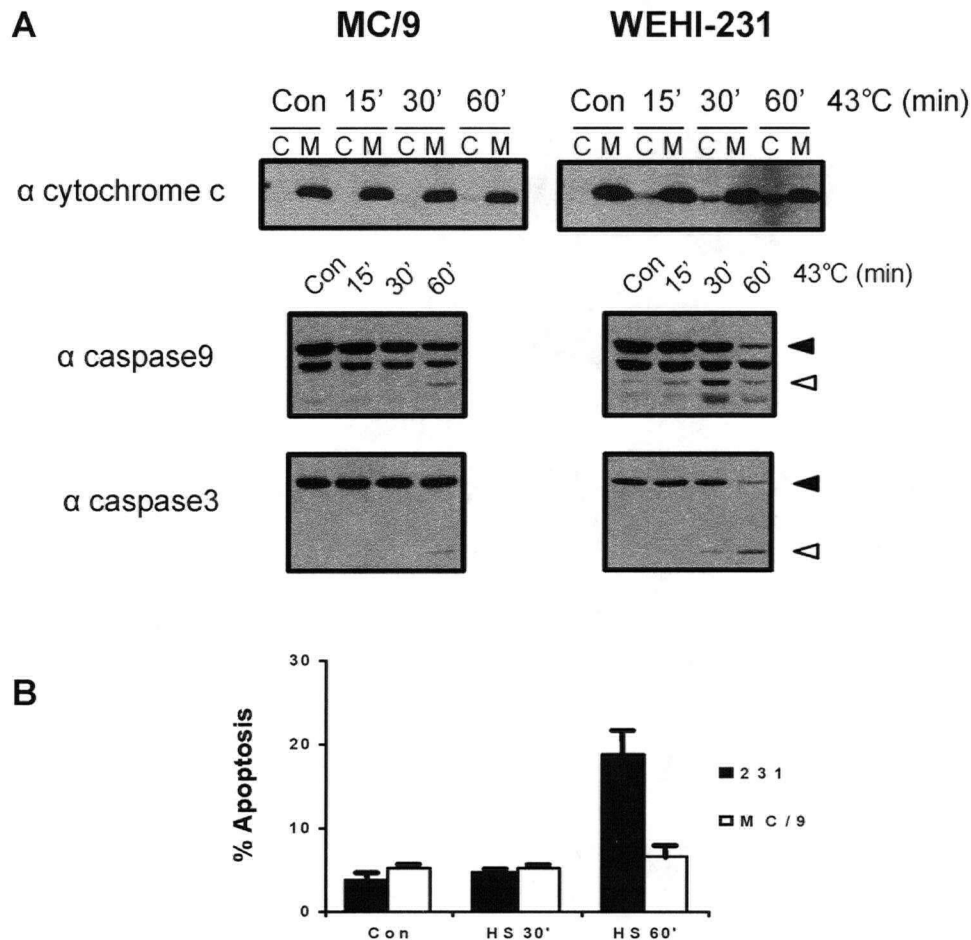 A
MC/9 WEHI-231
Con 15' 30' 60' Con 15' 30' 60' 43°C (min)
C M C M C M C M C M C M C M C M
α cytochrome c
Con 15' 30' 60' Con 15' 30' 60' 43°C (min)
α caspase9
α caspase3
B
30
20
10
0
% Apoptosis
Con HS 30' HS 60'
231
MC/9